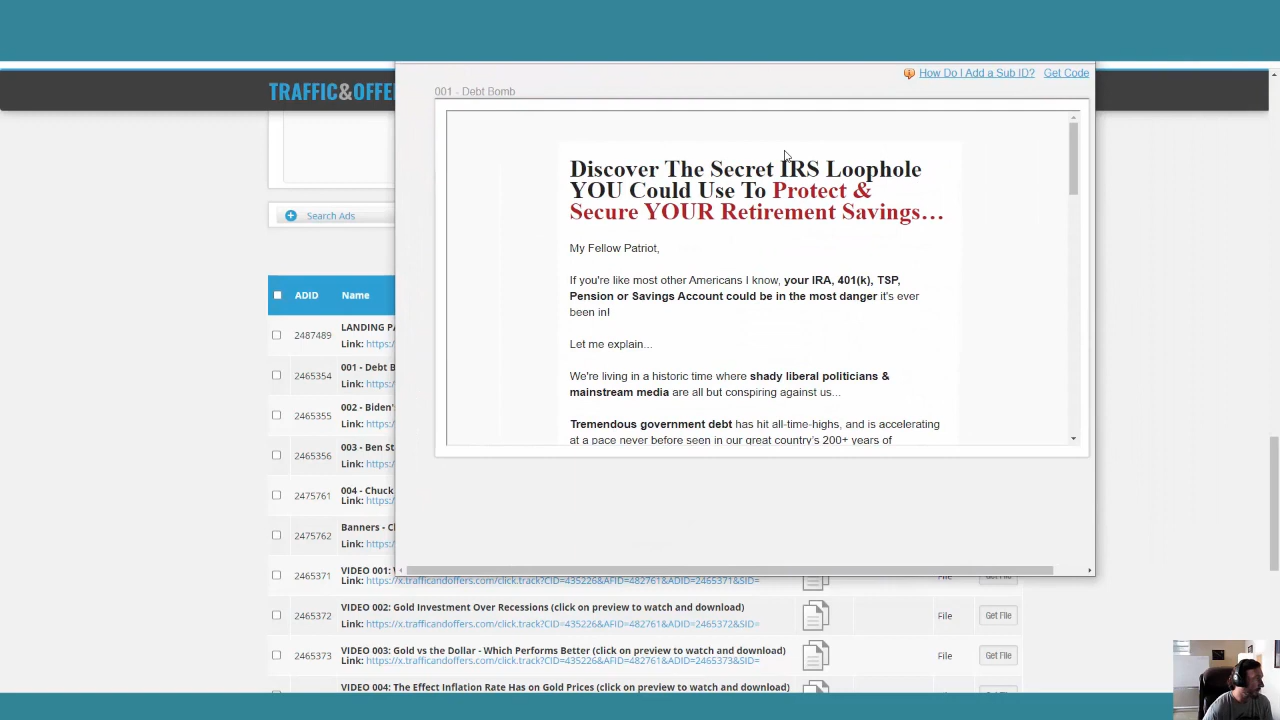 How Do I Add a Sub ID?
Get Code
TRAFFIC&OFFE
001 - Debt Bomb
Discover The Secret IRS Loophole
YOU Could Use To Protect &
Secure YOUR Retirement Savings…
My Fellow Patriot,
If you're like most other Americans I know, your IRA, 401(k), TSP,
Pension or Savings Account could be in the most danger it's ever
been in!
Let me explain...
We're living in a historic time where shady liberal politicians &
mainstream media are all but conspiring against us...
Tremendous government debt has hit all-time-highs, and is accelerating
at a pace never before seen in our great country's 200+ years of
Search Ads
ADID Name
2487489 LANDING PA
Link: https:/
2465354 001 - Debt B
Link: https:/
2465355 002 - Biden'
Link: https:/
2465356 003 - Ben St
Link: https:/
2475761 004 - Chuck
Link: https:/
2475762 Banners - C
Link: https:/
2465371 VIDEO 001:
Link: https://x.trafficandoffers.com/click.track?CID=435226&AFID=482761&ADID=2465371&SID=
File Get File
2465372 VIDEO 002: Gold Investment Over Recessions (click on preview to watch and download)
Link: https://x.trafficandoffers.com/click.track?CID=435226&AFID=482761&ADID=2465372&SID=
File Get File
2465373 VIDEO 003: Gold vs the Dollar - Which Performs Better (click on preview to watch and download)
Link: https://x.trafficandoffers.com/click.track?CID=435226&AFID=482761&ADID=2465373&SID=
File Get File
VIDEO 004: The Effect Inflation Rate Has on Gold Prices (click on preview to watch and download)